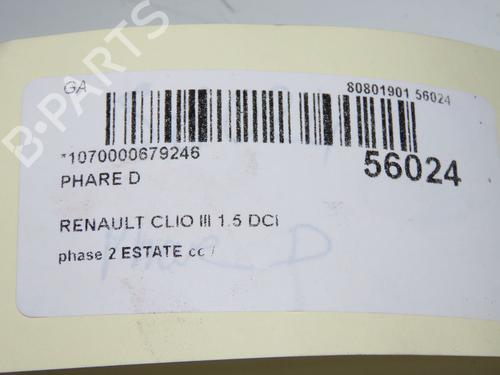 GA
80801901 56024
*1070000679246
56024
PHARE D
RENAULT CLIO III 1.5 DCI
phase 2 ESTATE cc /
B-PARTS